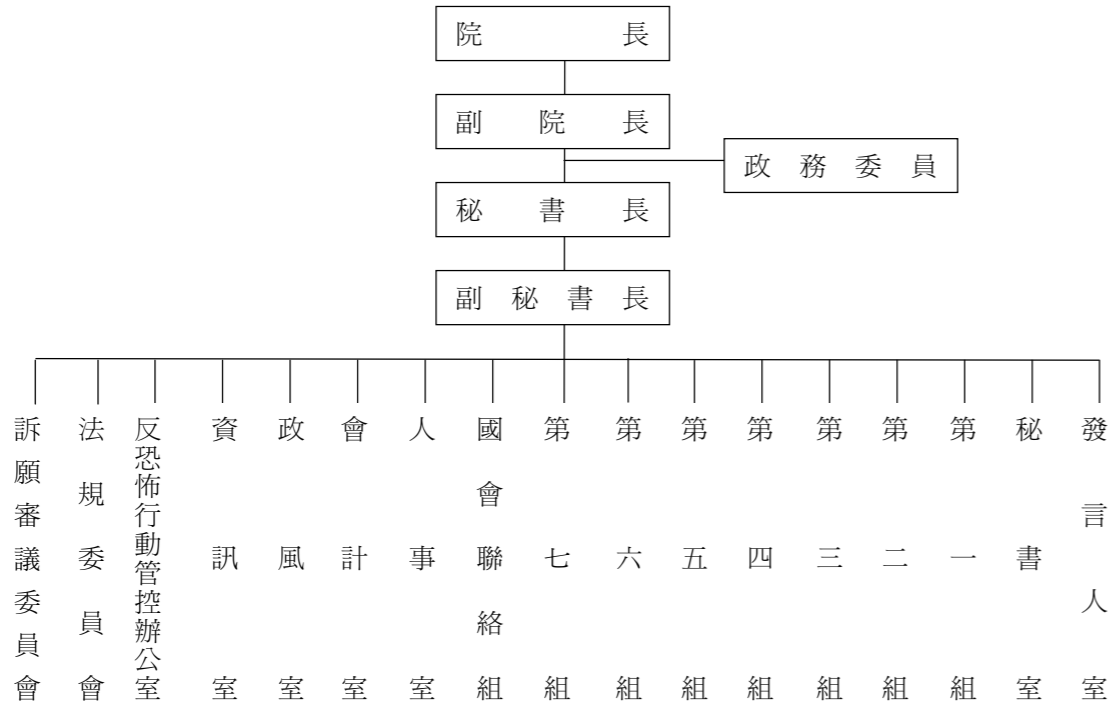 院長
副院長
政務委員
秘書長
副秘書長
訴願審議委員會
法規委員會
反恐怖行動管控辦公室
資訊室
政風室
會計室
人事室
國會聯絡組
第七組
第六組
第五組
第四組
第三組
第二組
第一組
秘書室
發言人室